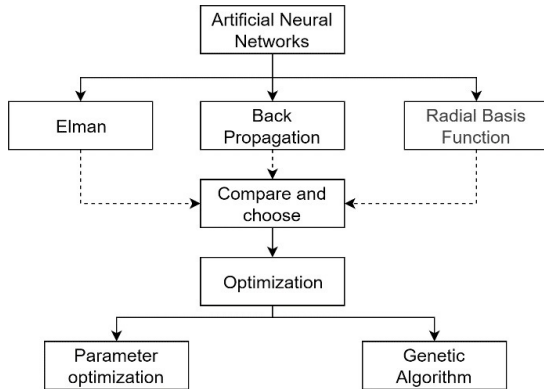 Artificial Neural
Networks
Elman
Back
Propagation
Radial Basis
Function
Compare and
choose
Optimization
Parameter
optimization
Genetic
Algorithm